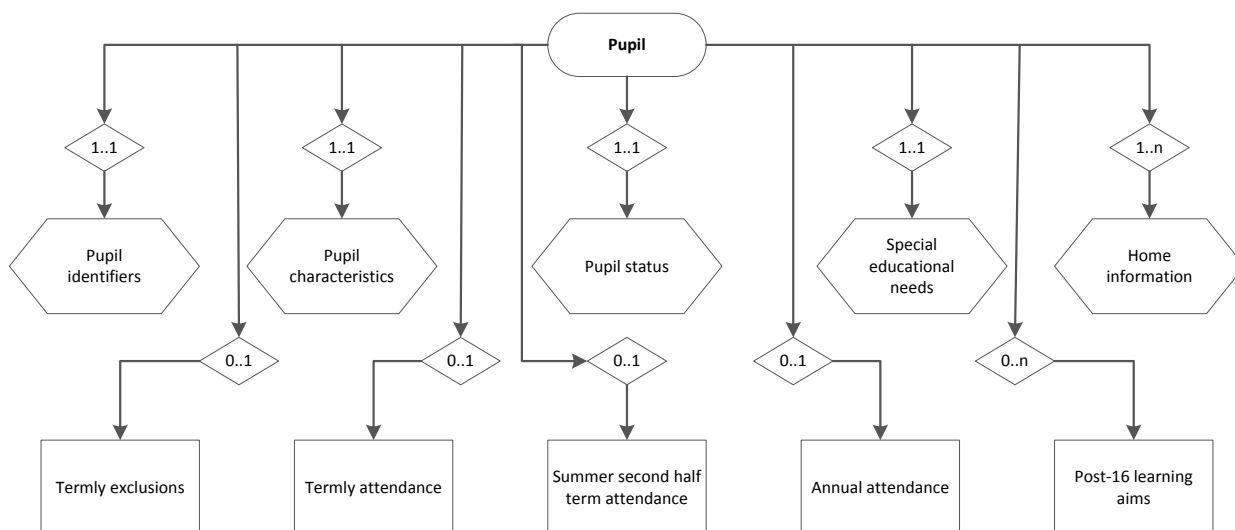 Pupil
1..1
1..1
1..1
1..1
1..n
Pupil
identifiers
Pupil
characteristics
Pupil status
Special
educational
needs
Home
information
0..1
0..1
0..1
0..1
0..n
Termly exclusions
Termly attendance
Summer second half
term attendance
Annual attendance
Post-16 learning
aims